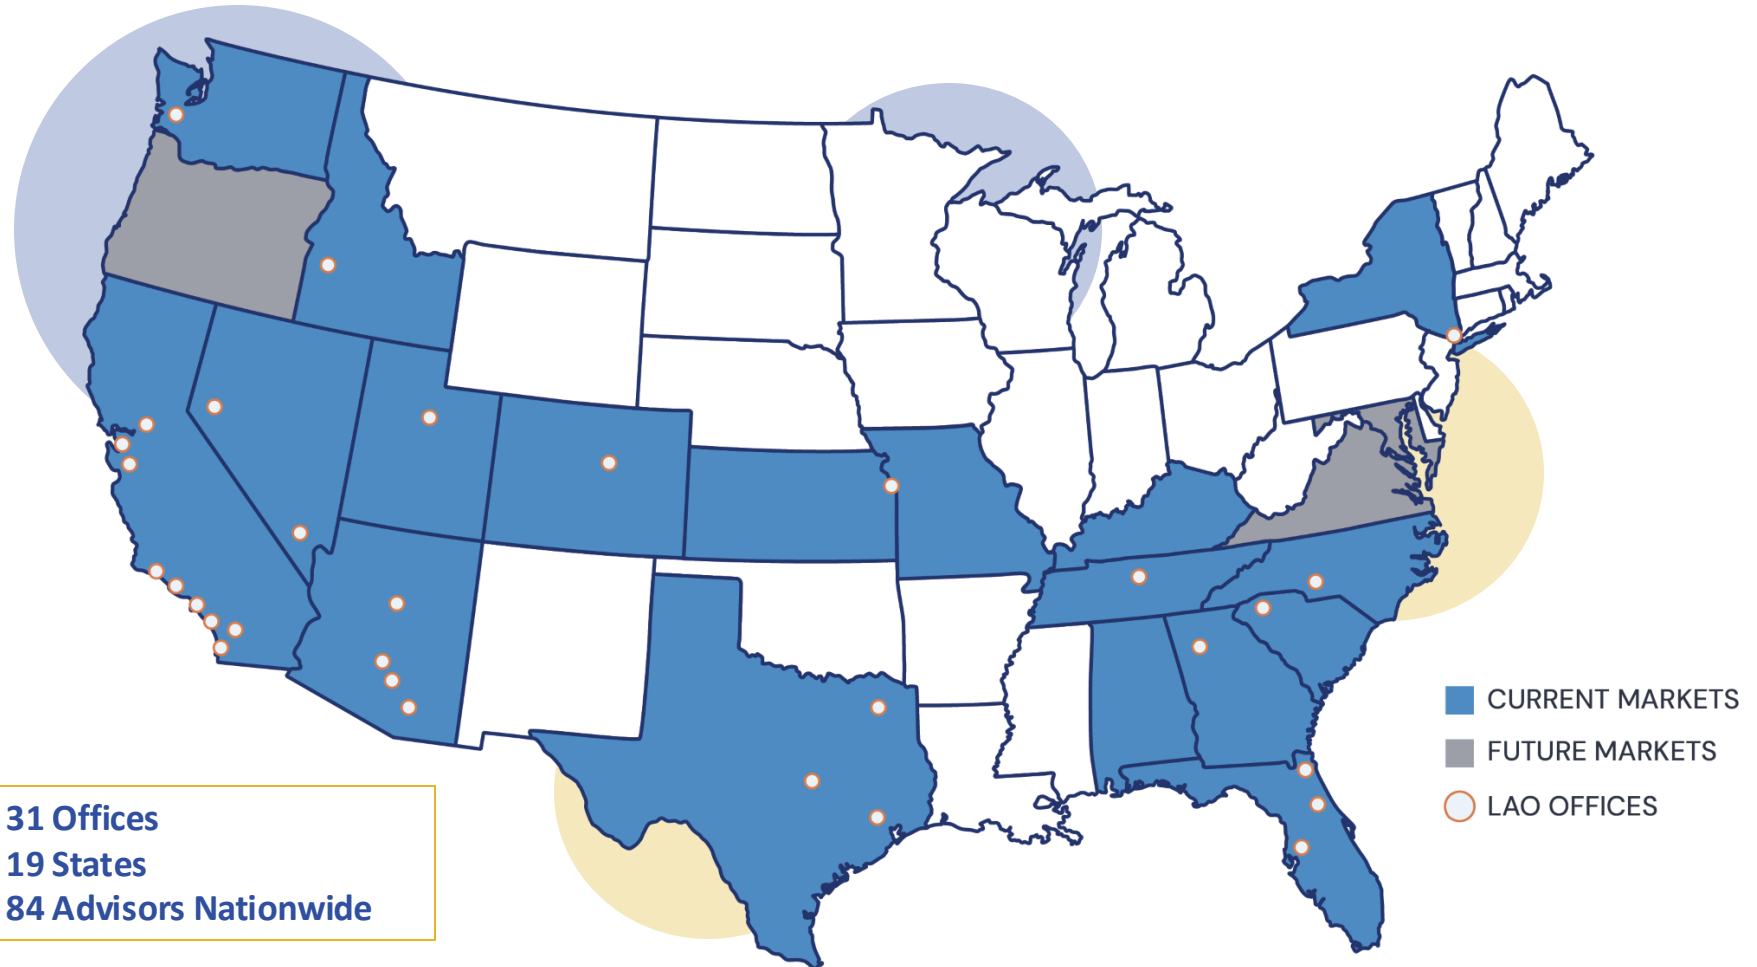 CURRENT MARKETS
FUTURE MARKETS
LAO OFFICES
31 Offices
19 States
84 Advisors Nationwide